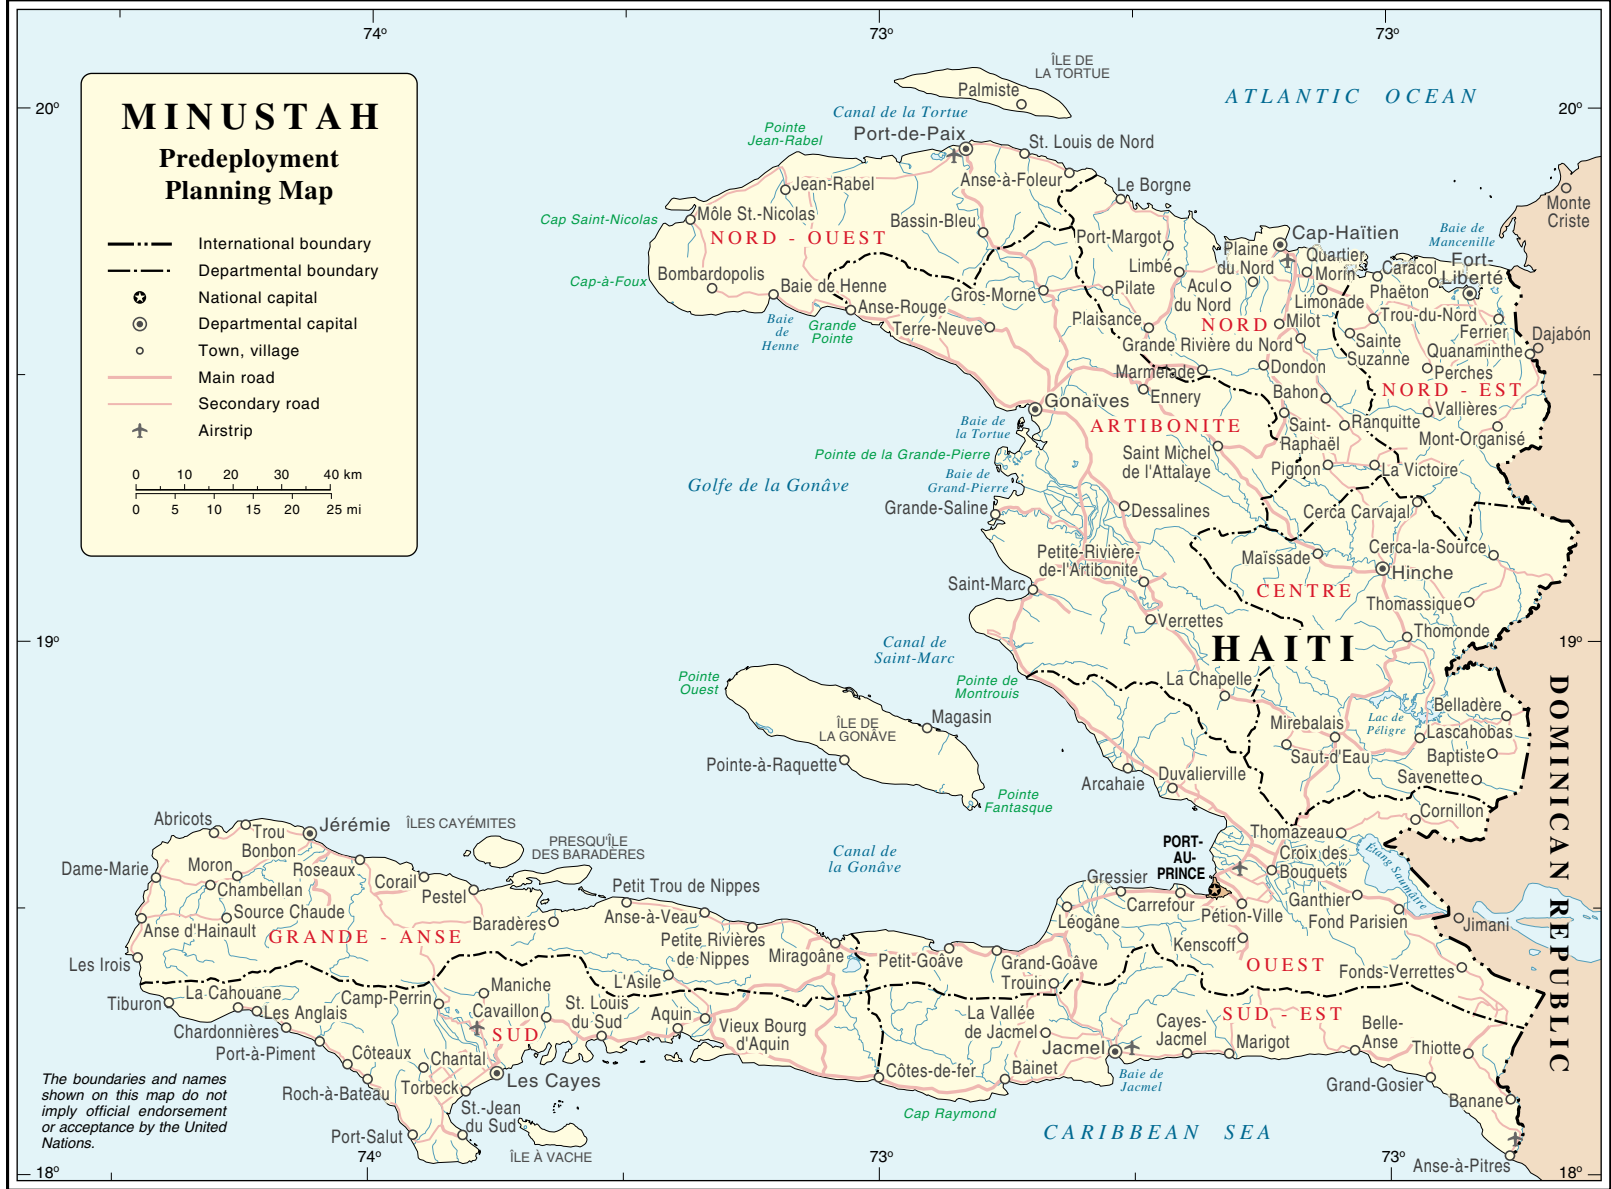 74°
73°
73°
MINUSTAH
Predeployment
Planning Map
International boundary
Departmental boundary
National capital
Departmental capital
Town, village
Main road
Secondary road
Airstrip
0 10 20 30 40 km
0 5 10 15 20 25 mi
20°
20°
19°
19°
18°
18°
ÎLE DE
LA TORTUE
Palmiste
ATLANTIC OCEAN
Canal de la Tortue
Pointe
Jean-Rabel
Port-de-Paix
St. Louis de Nord
Anse-à-Foleur
Jean-Rabel
Le Borgne
Monte
Criste
Cap Saint-Nicolas
Môle St.-Nicolas
Bassin-Bleu
NORD - OUEST
Port-Margot
Cap-Haïtien
Baie de
Mancenille
Plaine
du Nord
Quartier
Morin
Fort-
Liberté
Caracol
Phaëton
Limbé
Cap-à-Foux
Bombardopolis
Baie de Henne
Gros-Morne
Pilate
Acul
du Nord
Limonade
Anse-Rouge
Baie
de
Henne
Grande
Pointe
Terre-Neuve
Plaisance
NORD
Milot
Trou-du-Nord
Ferrier
Dajabón
Grande Rivière du Nord
Sainte
Suzanne
Quanaminthe
Marmelade
Dondon
Perches
Ennery
Bahon
NORD - EST
Gonaïves
Vallières
ARTIBONITE
Saint-
Raphaël
Ranquitte
Mont-Organisé
Baie de
la Tortue
Pointe de la Grande-Pierre
Saint Michel
de l'Attalaye
Pignon
La Victoire
Baie de
Grand-Pierre
Golfe de la Gonâve
Grande-Saline
Dessalines
Cerca Carvajal
Petite-Rivière-
de-l'Artibonite
Maïssade
Cerca-la-Source
Hinche
Saint-Marc
CENTRE
Thomassique
Verrettes
Thomonde
HAITI
Canal de
Saint-Marc
Pointe
Ouest
Pointe de
Montrouis
La Chapelle
Belladère
Lac de
Péligre
Magasin
ÎLE DE
LA GONÂVE
Mirebalais
Lascahobas
Pointe-à-Raquette
Saut-d'Eau
Baptiste
Arcahaie
Duvalierville
Savenette
Pointe
Fantasque
Cornillon
DOMINICAN REPUBLIC
Abricots
Trou
Bonbon
Jérémie
ÎLES CAYÉMITES
PRESQU'ÎLE
DES BARADÈRES
PORT-
AU-
PRINCE
Thomazeau
Croix des
Bouquets
Étang Saumâtre
Canal de
la Gonâve
Dame-Marie
Moron
Chambellan
Roseaux
Corail
Pestel
Petit Trou de Nippes
Gressier
Carrefour
Ganthier
Source Chaude
Anse d'Hainault
Baradères
Anse-à-Veau
Léogâne
Pétion-Ville
Fond Parisien
Jimani
GRANDE - ANSE
Petite Rivières
de Nippes
Miragoâne
Kenscoff
Les Irois
Petit-Goâve
Grand-Goâve
OUEST
Fonds-Verrettes
Tiburon
La Cahouane
Les Anglais
Camp-Perrin
Maniche
L'Asile
Trouin
Cavaillon
St. Louis
du Sud
Aquin
Vieux Bourg
d'Aquin
La Vallée
de Jacmel
SUD - EST
Chardonnières
SUD
Cayes-
Jacmel
Belle-
Anse
Port-à-Piment
Côteaux
Chantal
Jacmel
Marigot
Thiotte
Roch-à-Bateau
Torbeck
Les Cayes
Côtes-de-fer
Bainet
Baie de
Jacmel
Grand-Gosier
Banane
St.-Jean
du Sud
Cap Raymond
Port-Salut
ÎLE À VACHE
CARIBBEAN SEA
Anse-à-Pitres
The boundaries and names
shown on this map do not
imply official endorsement
or acceptance by the United
Nations.
74°
73°
73°